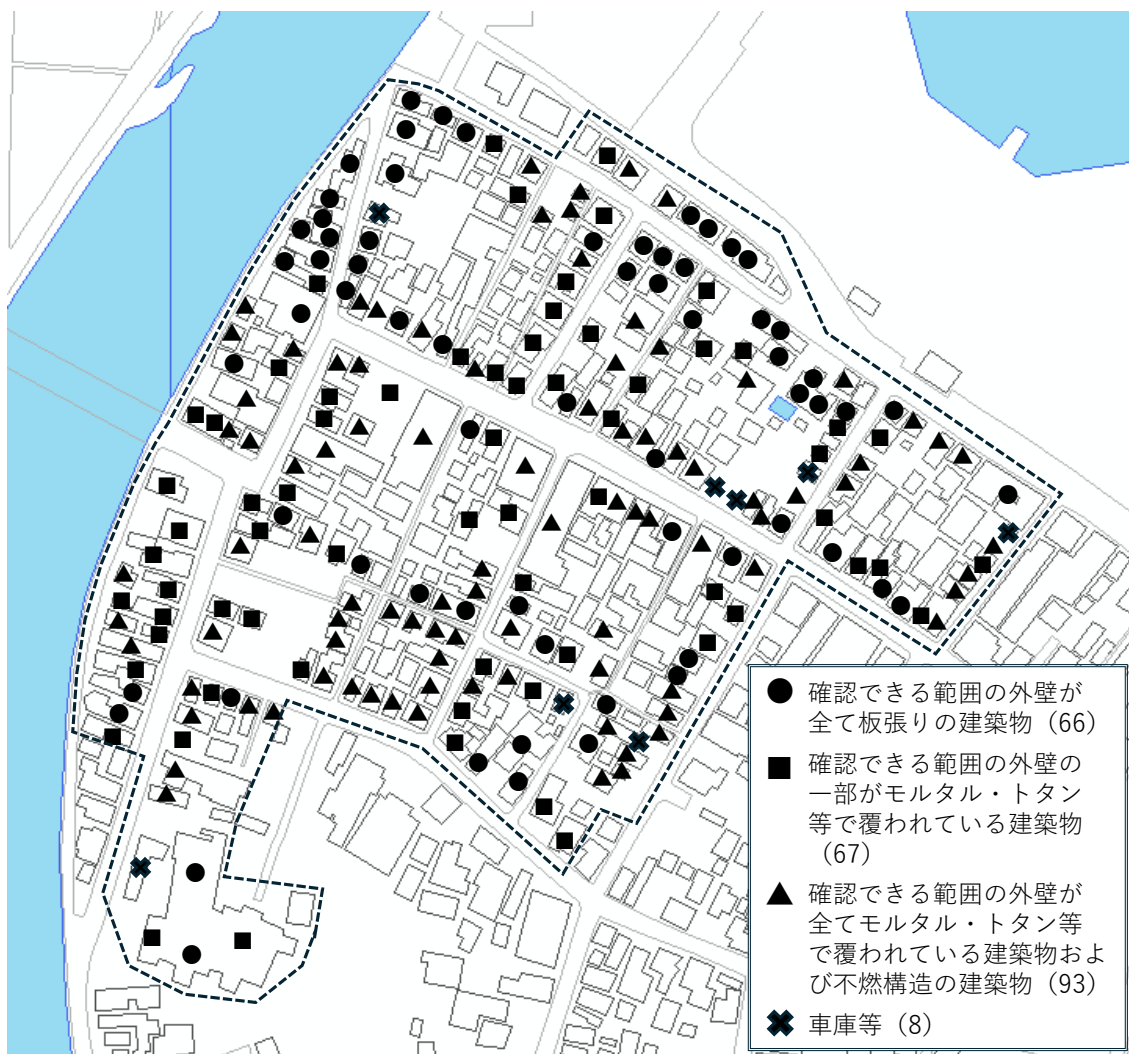 確認できる範囲の外壁が
全て板張りの建築物（66）
確認できる範囲の外壁の
一部がモルタル・トタン
等で覆われている建築物
（67）
確認できる範囲の外壁が
全てモルタル・トタン等
で覆われている建築物およ
び不燃構造の建築物（93）
車庫等（8）